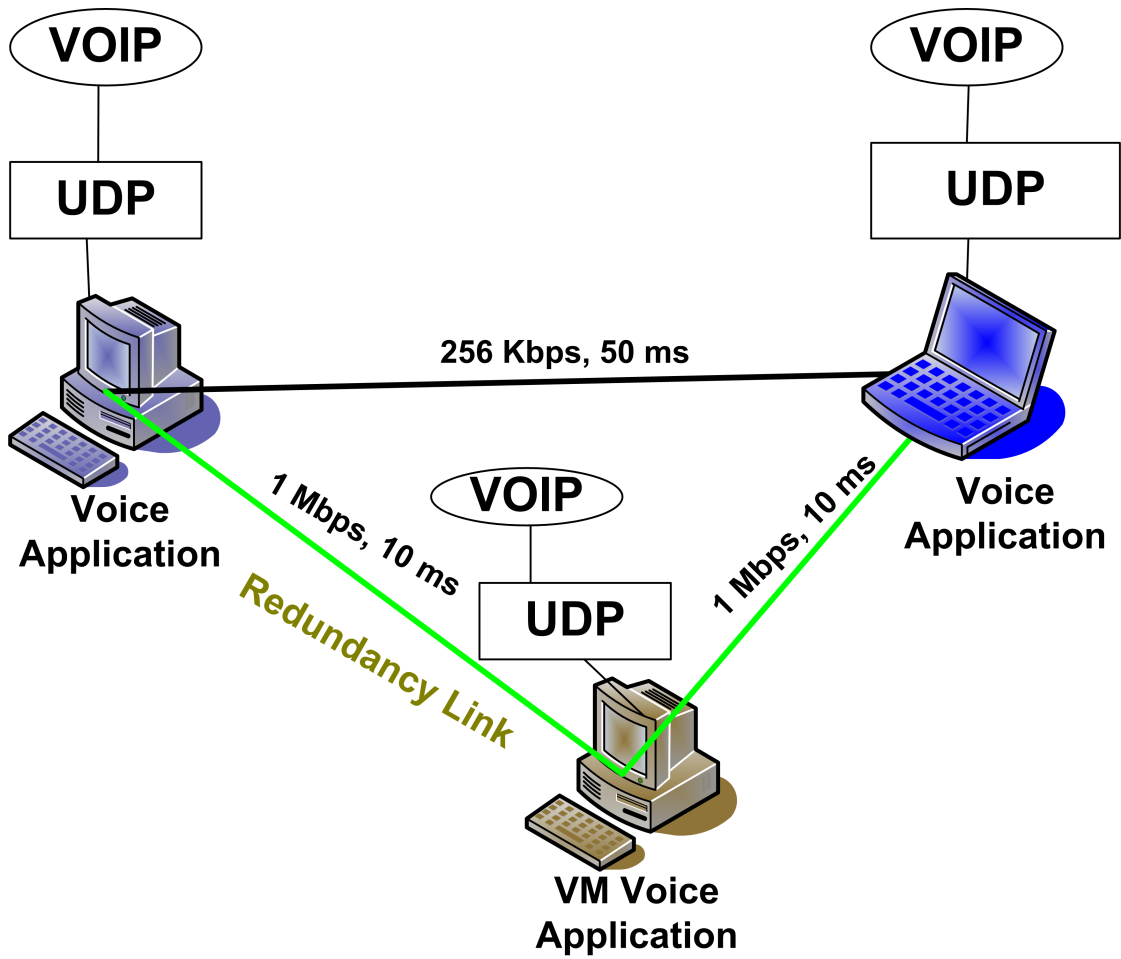 VOIP
VOIP
UDP
UDP
256 Kbps, 50 ms
Voice
Application
Voice
Application
1 Mbps, 10 ms
1 Mbps, 10 ms
Redundancy Link
VOIP
UDP
VM Voice
Application